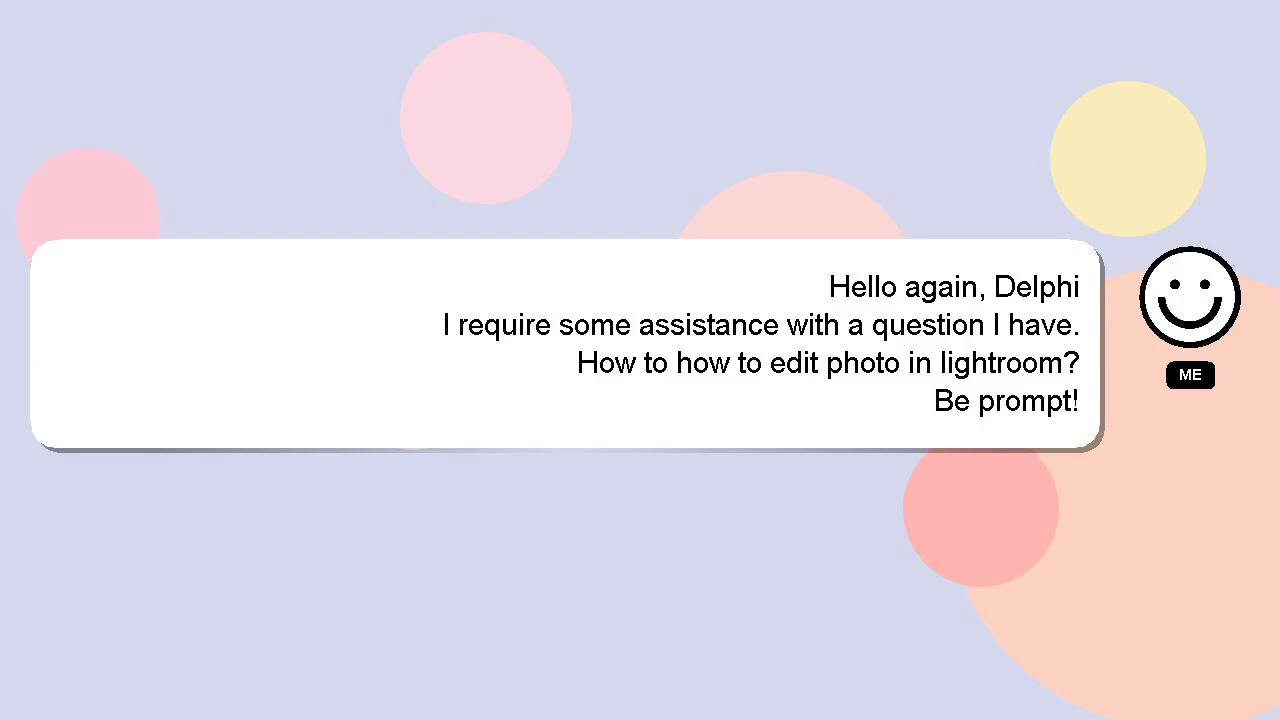 Hello again, Delphi
I require some assistance with a question I have.
How to how to edit photo in lightroom?
Be prompt!
ME